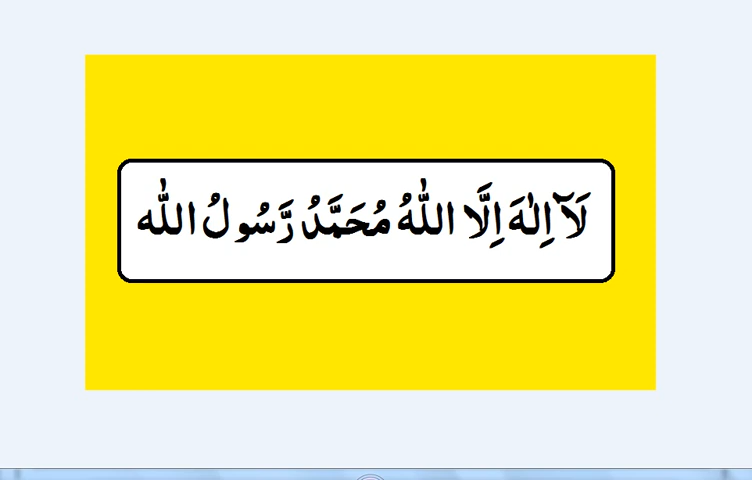 لَآ اِلٰهَ اِلَّا اللّٰهُ مُحَمَّدُ رَّسُولُ اللّٰه